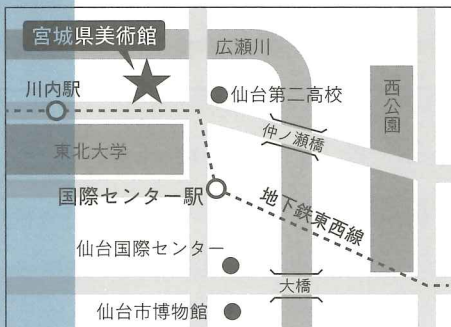 宮城県美術館
広瀬川
川内駅
仙台第二高校
西公園
仲ノ瀬橋
東北大学
国際センター駅
地下鉄東西線
仙台国際センター
大橋
仙台市博物館